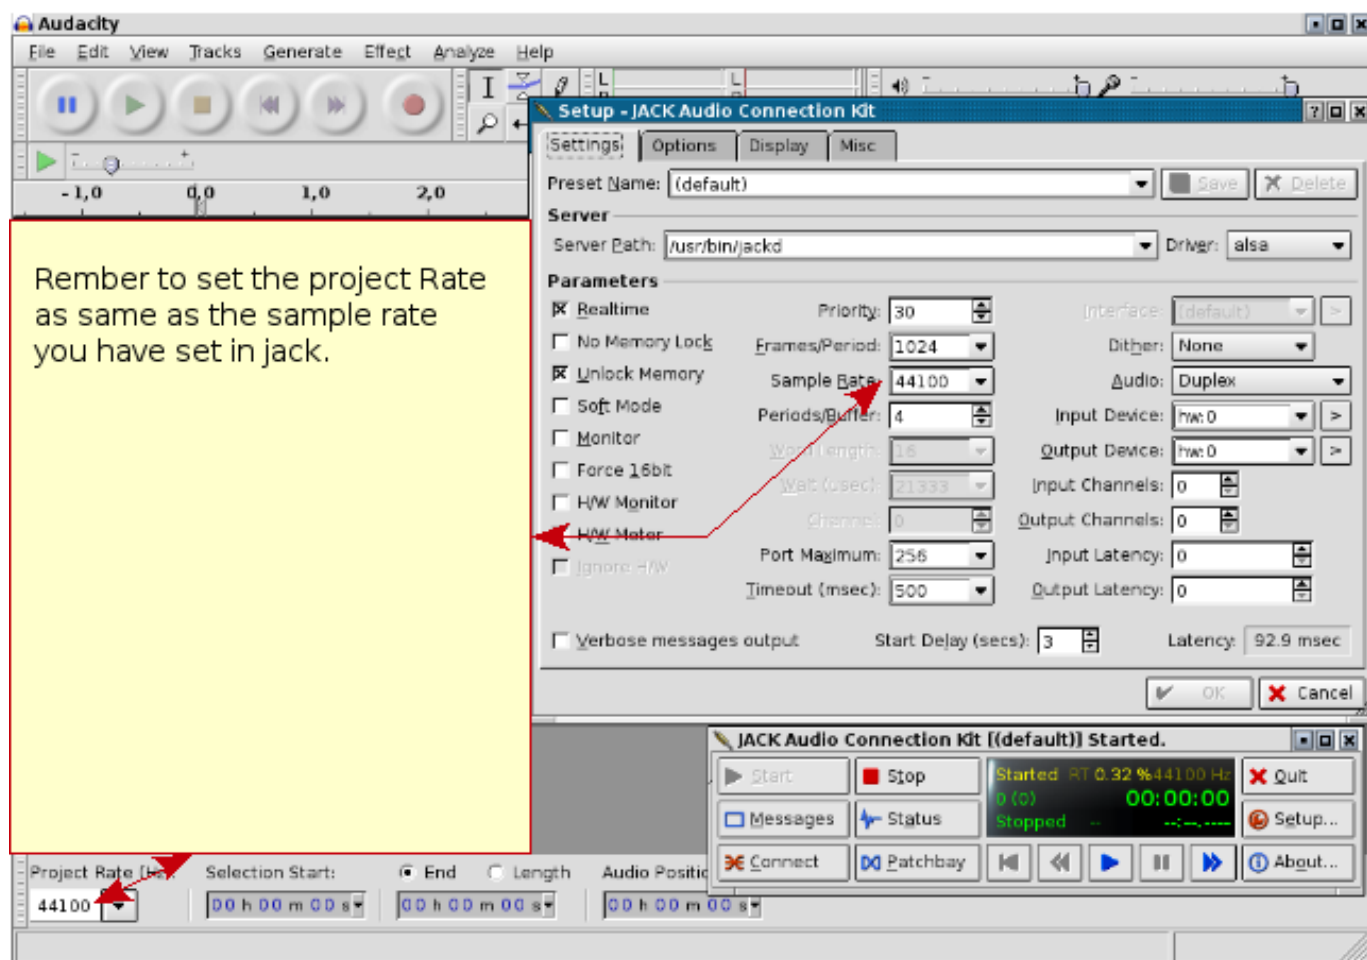 Audacity
File Edit View Tracks Generate Effect Analyze Help
L L
- 1,0 0,0 1,0 2,0
Rember to set the project Rate
as same as the sample rate
you have set in jack.
Setup - JACK Audio Connection Kit
Settings Options Display Misc
Preset Name: (default) Save Delete
Server
Server Path: /usr/bin/jackd Driver: alsa
Parameters
Realtime Priority: 30 Interface: (default) >
No Memory Lock Frames/Period: 1024 Dither: None
Unlock Memory Sample Rate: 44100 Audio: Duplex
Soft Mode Periods/Buffer: 4 Input Device: hw:0 >
Monitor Word Length: 16 Output Device: hw:0 >
Force 16bit Wait (usec): 21333 Input Channels: 0
H/W Monitor Channel: 0 Output Channels: 0
H/W Meter Port Maximum: 256 Input Latency: 0
Ignore H/W Timeout (msec): 500 Output Latency: 0
Verbose messages output Start Delay (secs): 3 Latency: 92.9 msec
OK Cancel
JACK Audio Connection Kit [(default)] Started.
Start Stop Started RT 0.32 % 44100 Hz Quit
Messages Status 0 (0) 00:00:00 Setup...
Stopped -- --:--.----
Connect Patchbay About...
Project Rate (Hz): Selection Start: End Length Audio Positio
44100 00 h 00 m 00 s 00 h 00 m 00 s 00 h 00 m 00 s